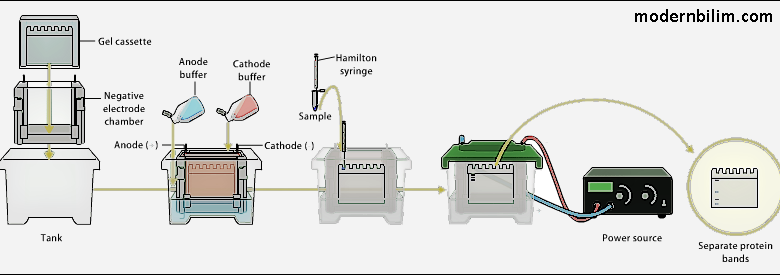 modernbilim.com
Gel cassette
Anode
buffer
Cathode
buffer
Hamilton
syringe
Negative
electrode
chamber
Sample
Anode (+)
Cathode ( )
Tank
Power source
Separate protein
bands